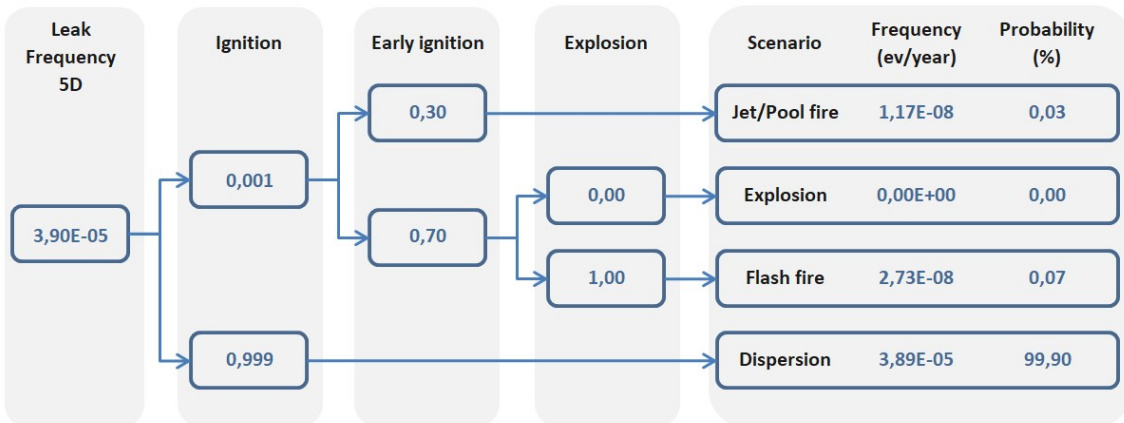 Leak
Frequency
5D
Ignition
Early ignition
Explosion
Scenario
Frequency
(ev/year)
Probability
(%)
0,30
Jet/Pool fire
1,17E-08
0,03
0,001
0,00
Explosion
0,00E+00
0,00
3,90E-05
0,70
1,00
Flash fire
2,73E-08
0,07
0,999
Dispersion
3,89E-05
99,90